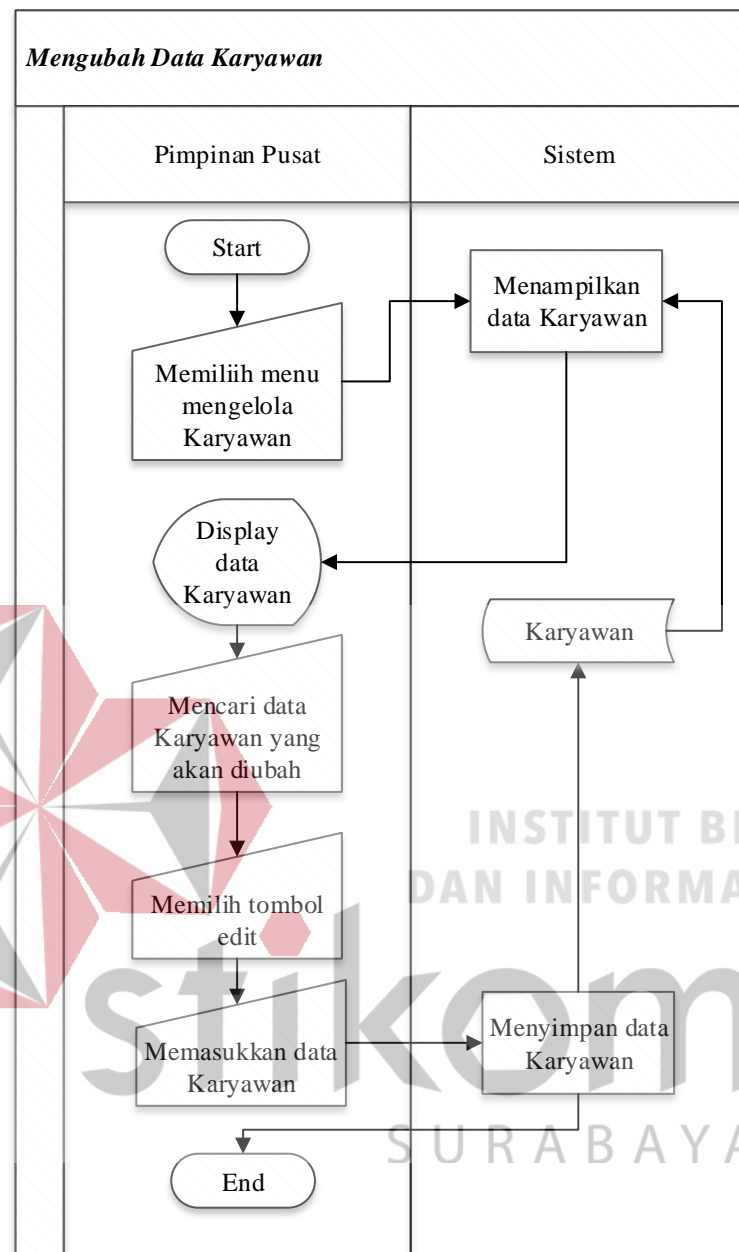 Mengubah Data Karyawan
Pimpinan Pusat
Sistem
Start
Menampilkan
data Karyawan
Memiliih menu
mengelola
Karyawan
Display
data
Karyawan
Karyawan
Mencari data
Karyawan yang
akan diubah
Memilih tombol
edit
Memasukkan data
Karyawan
Menyimpan data
Karyawan
End
INSTITUT BI
DAN INFORMA
stikom
SURABAYA